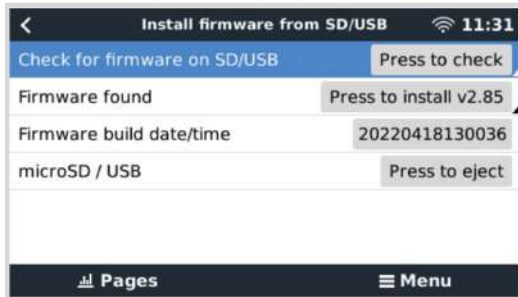 Install firmware from SD/USB 11:31
Check for firmware on SD/USB Press to check
Firmware found Press to install v2.85
Firmware build date/time 20220418130036
microSD / USB Press to eject
Pages Menu